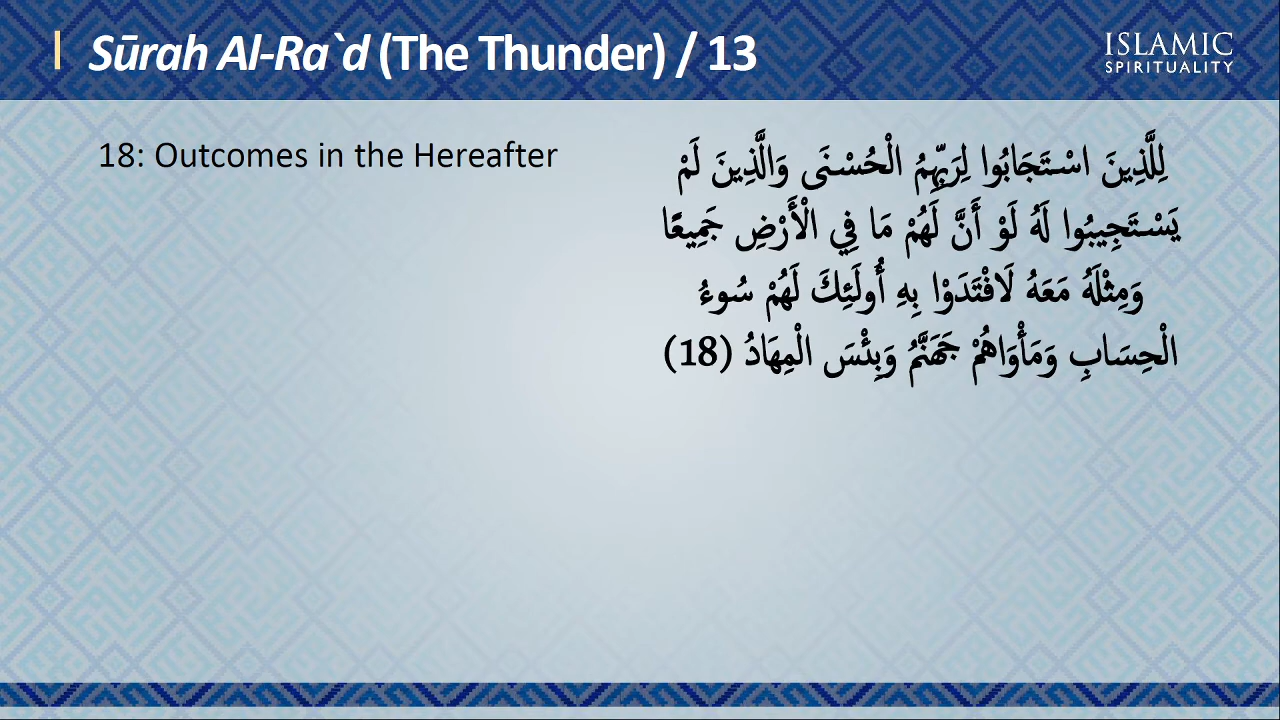 Sūrah Al-Ra`d (The Thunder) / 13
ISLAMIC
SPIRITUALITY
18: Outcomes in the Hereafter
لِلَّذِينَ اسْتَجَابُوا لِرَبِّهِمُ الْحُسْنَى وَالَّذِينَ لَمْ
يَسْتَجِيبُوا لَهُ لَوْ أَنَّ لَهُمْ مَا فِي الْأَرْضِ جَمِيعًا
وَمِثْلَهُ مَعَهُ لَافْتَدَوْا بِهِ أُولَئِكَ لَهُمْ سُوءُ
الْحِسَابِ وَمَأْوَاهُمْ جَهَنَّمُ وَبِئْسَ الْمِهَادُ (18)